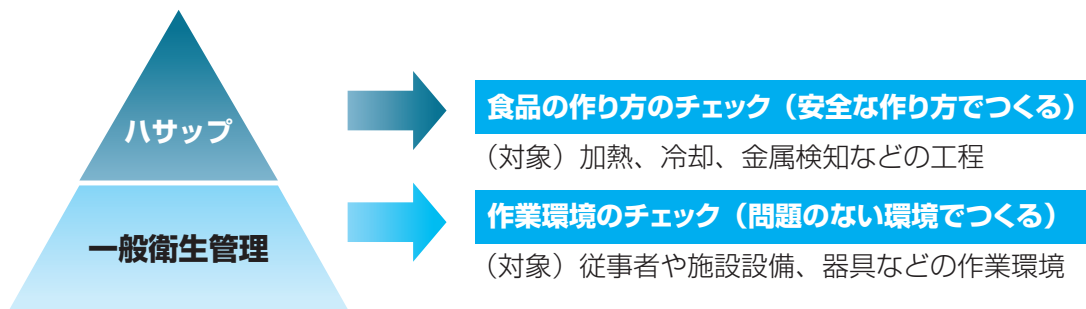 ハサップ
食品の作り方のチェック（安全な作り方でつくる）
（対象）加熱、冷却、金属検知などの工程
一般衛生管理
作業環境のチェック（問題のない環境でつくる）
（対象）従事者や施設設備、器具などの作業環境